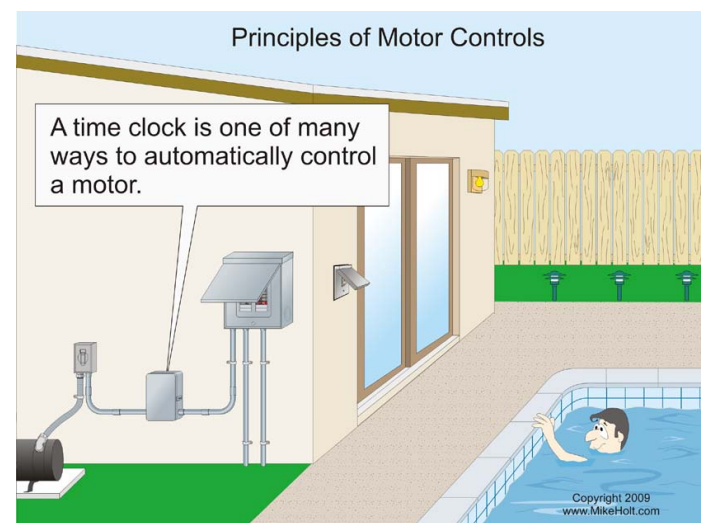 Principles of Motor Controls
A time clock is one of many
ways to automatically control
a motor.
Copyright 2009
www.MikeHolt.com